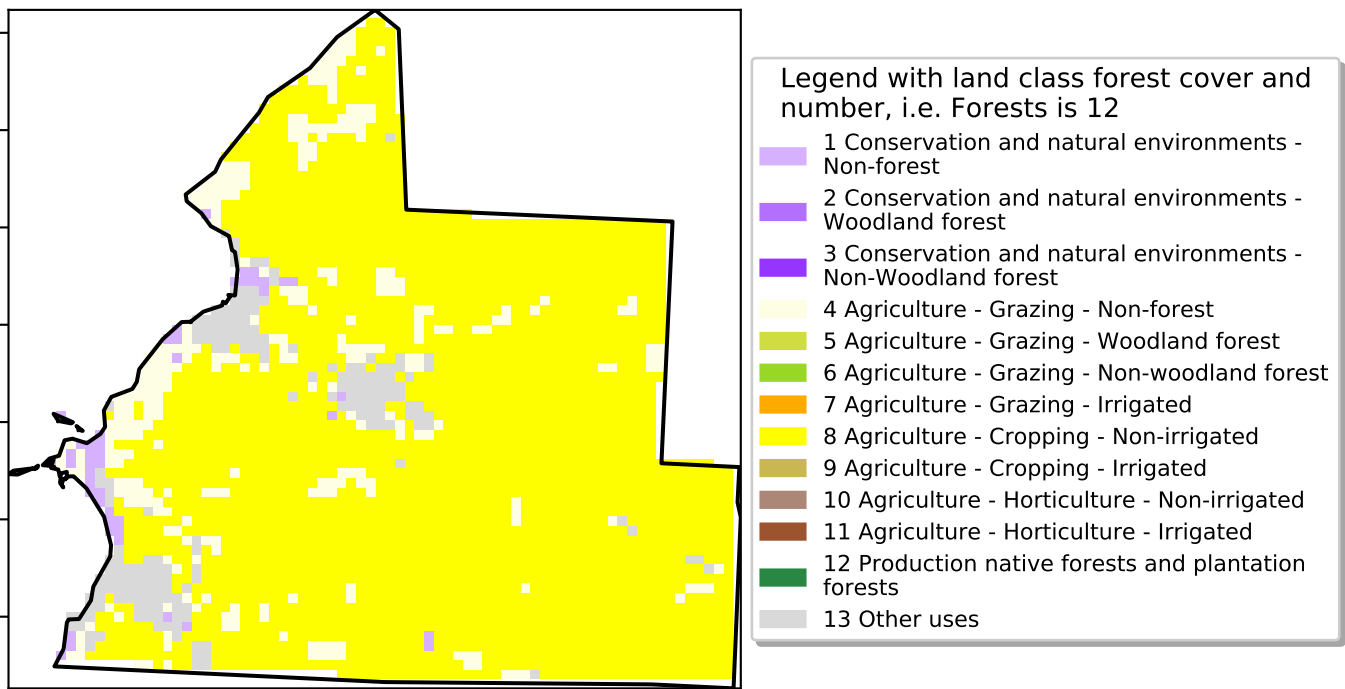 Legend with land class forest cover and
number, i.e. Forests is 12
1 Conservation and natural environments -
Non-forest
2 Conservation and natural environments -
Woodland forest
3 Conservation and natural environments -
Non-Woodland forest
4 Agriculture - Grazing - Non-forest
5 Agriculture - Grazing - Woodland forest
6 Agriculture - Grazing - Non-woodland forest
7 Agriculture - Grazing - Irrigated
8 Agriculture - Cropping - Non-irrigated
9 Agriculture - Cropping - Irrigated
10 Agriculture - Horticulture - Non-irrigated
11 Agriculture - Horticulture - Irrigated
12 Production native forests and plantation
forests
13 Other uses